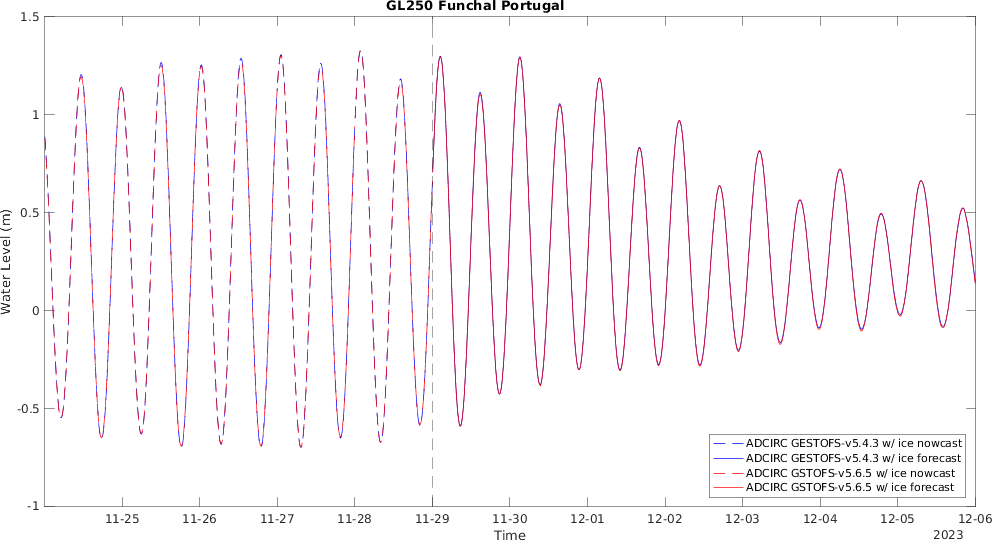 GL250 Funchal Portugal
1.5
1
0.5
0
-0.5
-1
Water Level (m)
11-25 11-26 11-27 11-28 11-29 11-30 12-01 12-02 12-03 12-04 12-05 12-06
Time
2023
ADCIRC GESTOFS-v5.4.3 w/ ice nowcast
ADCIRC GESTOFS-v5.4.3 w/ ice forecast
ADCIRC GSTOFS-v5.6.5 w/ ice nowcast
ADCIRC GSTOFS-v5.6.5 w/ ice forecast